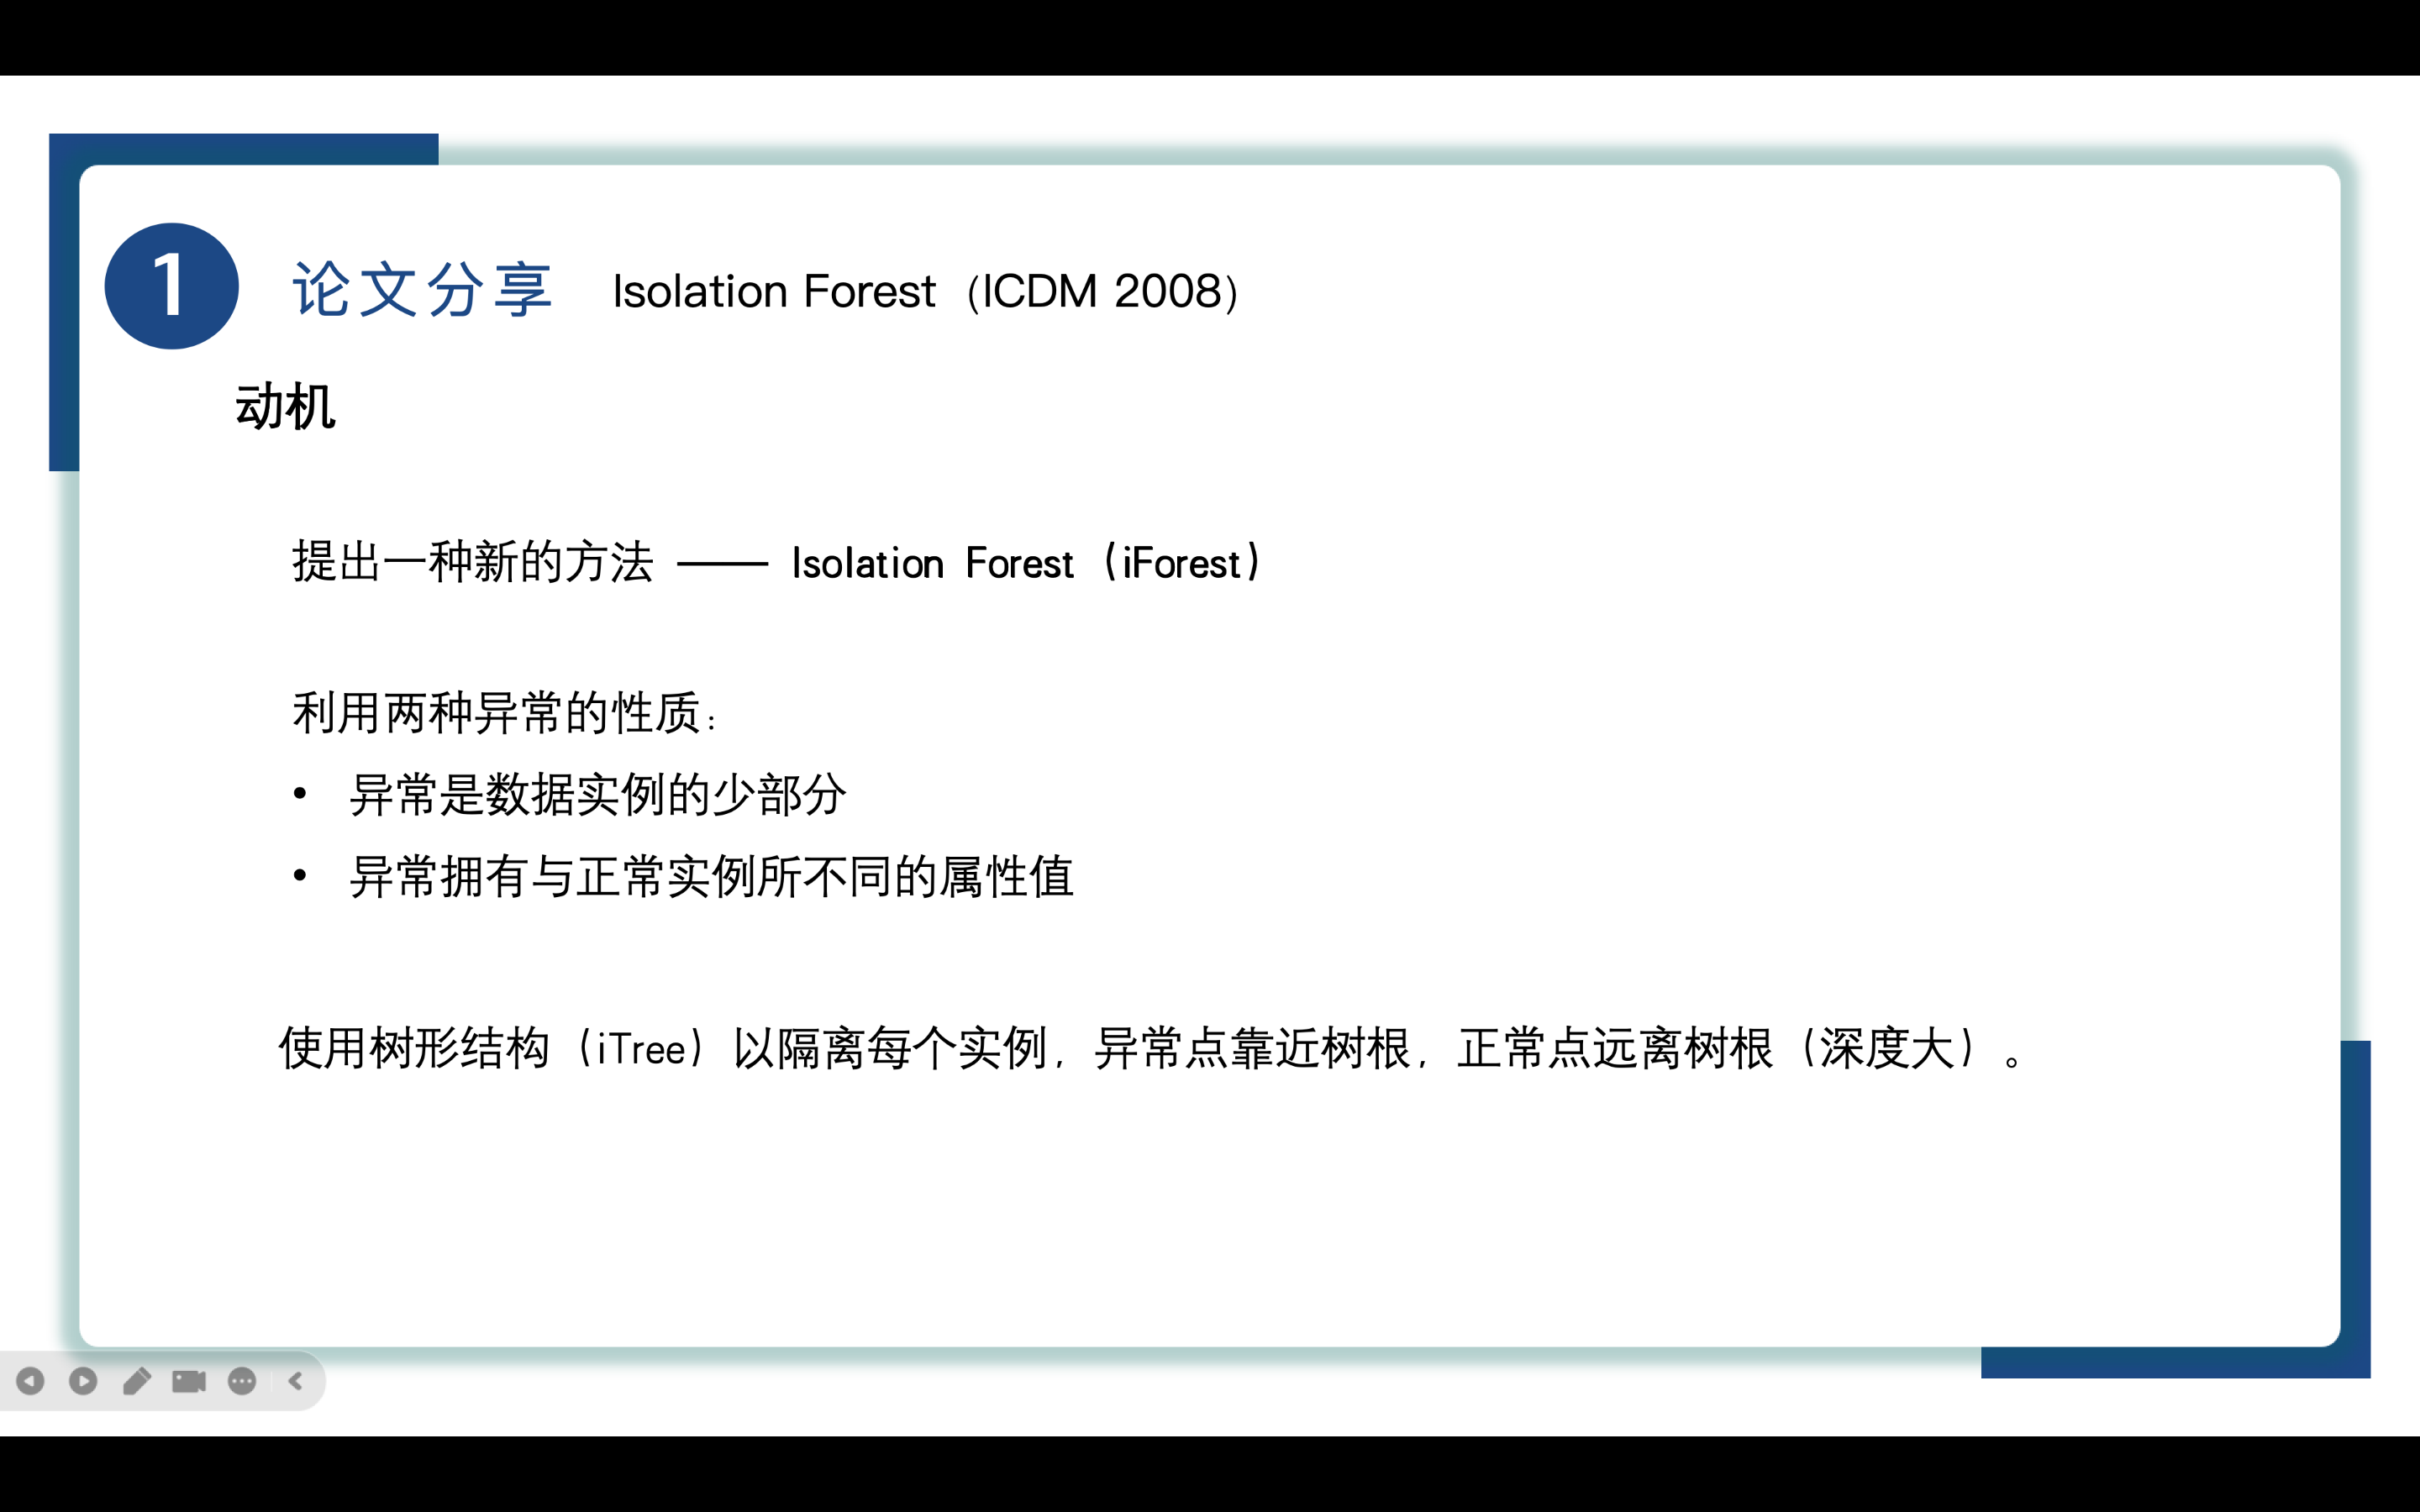 1 论文分享 Isolation Forest（ICDM 2008）
动机
提出一种新的方法 —— Isolation Forest（iForest）
利用两种异常的性质：
• 异常是数据实例的少部分
• 异常拥有与正常实例所不同的属性值
使用树形结构（iTree）以隔离每个实例，异常点靠近树根，正常点远离树根（深度大）。